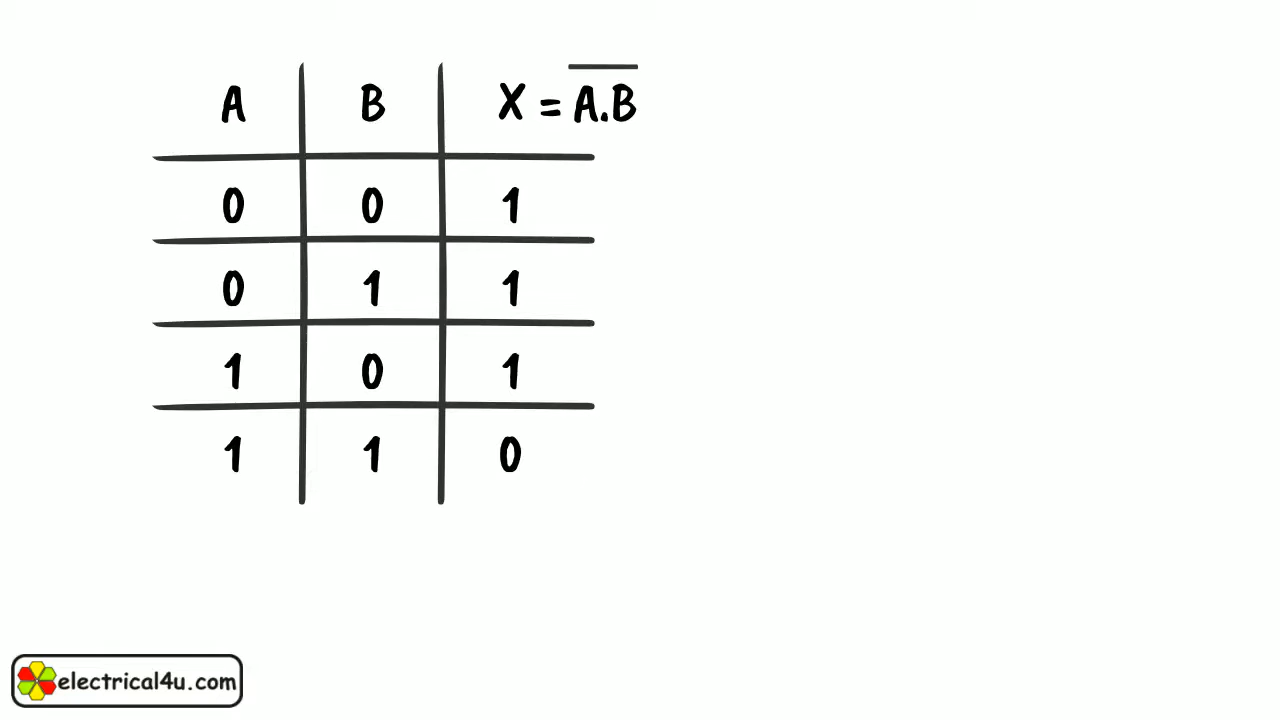 A B X = A.B
0 0 1
0 1 1
1 0 1
1 1 0
electrical4u.com